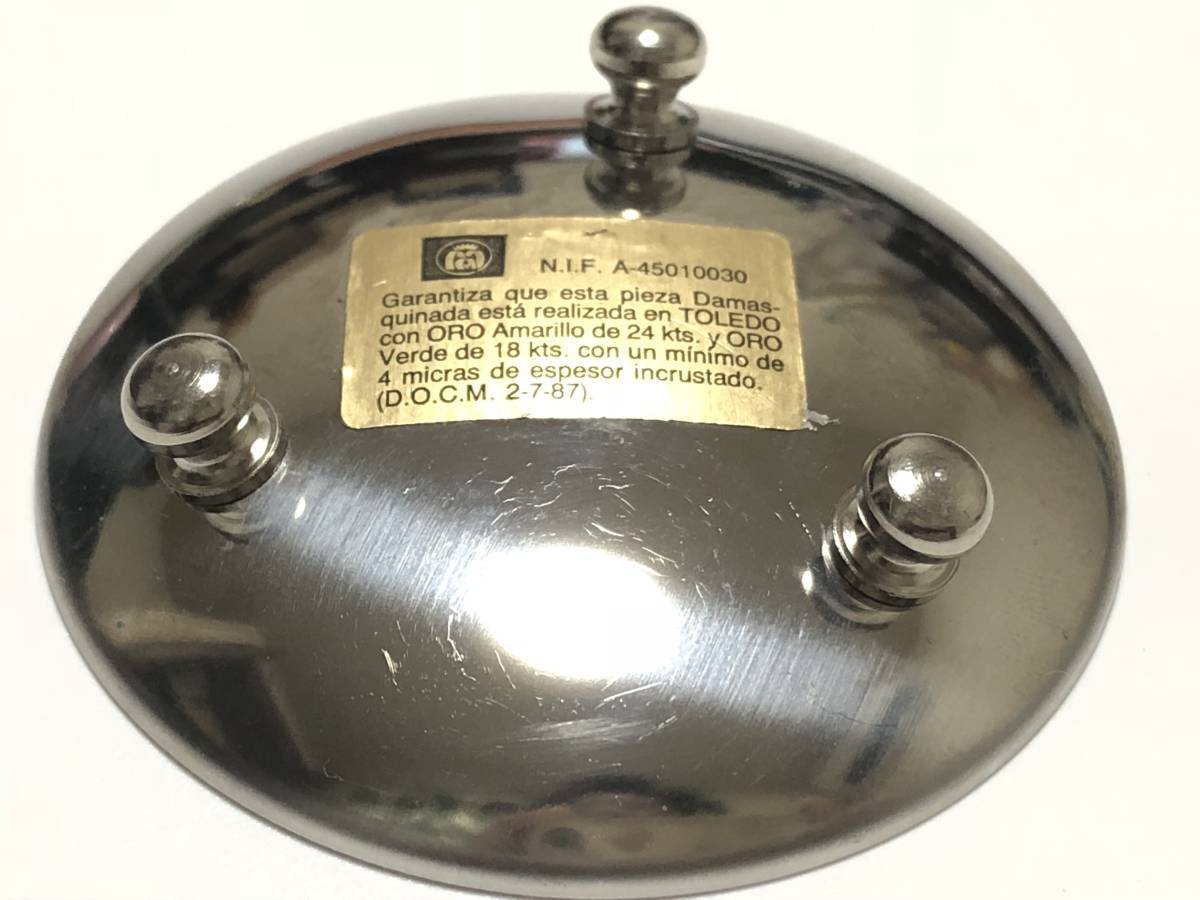 N.I.F. A-45010030
Garantiza que esta pieza Damas-
quinada está realizada en TOLEDO
con ORO Amarillo de 24 kts. y ORO
Verde de 18 kts. con un mínimo de
4 micras de espesor incrustado.
(D.O.C.M. 2-7-87).